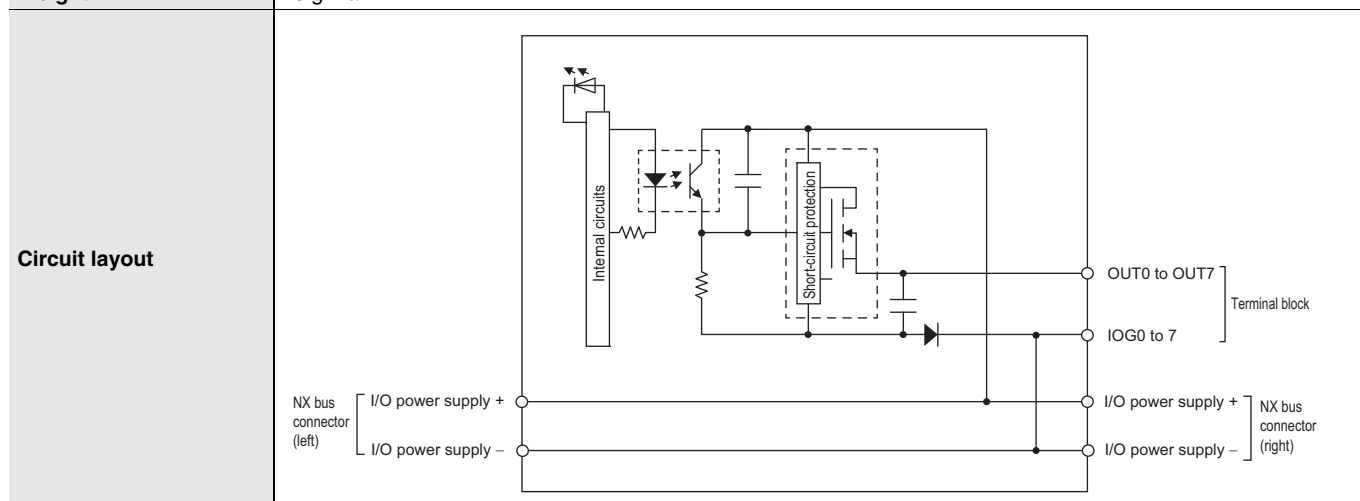 Circuit layout
Internal circuits
Short-circuit protection
OUT0 to OUT7
Terminal block
IOG0 to 7
NX bus
connector
(left)
I/O power supply +
I/O power supply –
I/O power supply +
I/O power supply –
NX bus
connector
(right)